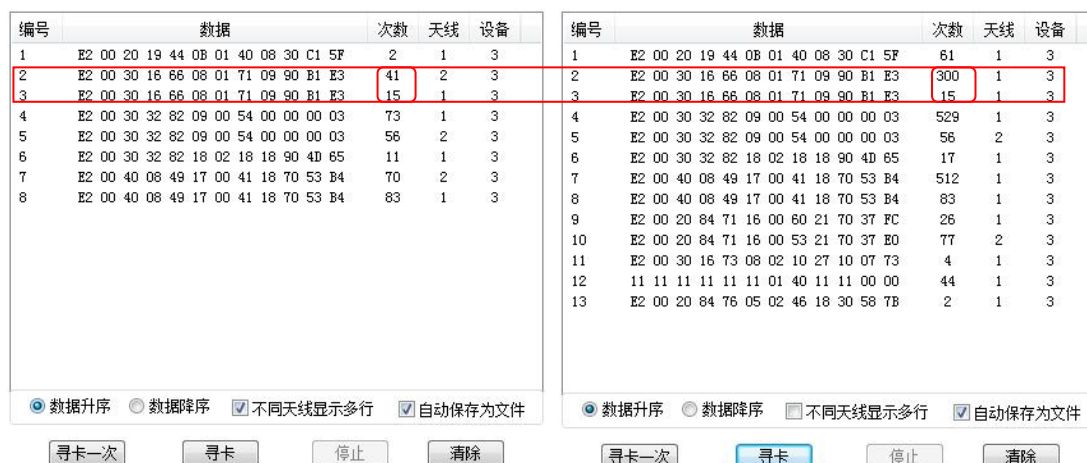 编号 数据 次数 天线 设备
1 E2 00 20 19 44 0B 01 40 08 30 C1 5F 2 1 3
2 E2 00 30 16 66 08 01 71 09 90 B1 E3 41 2 3
3 E2 00 30 16 66 08 01 71 09 90 B1 E3 15 1 3
4 E2 00 30 32 82 09 00 54 00 00 00 03 73 1 3
5 E2 00 30 32 82 09 00 54 00 00 00 03 56 2 3
6 E2 00 30 32 82 18 02 18 18 90 4D 65 11 1 3
7 E2 00 40 08 49 17 00 41 18 70 53 B4 70 2 3
8 E2 00 40 08 49 17 00 41 18 70 53 B4 83 1 3
数据升序 数据降序 不同天线显示多行 自动保存为文件
寻卡一次 寻卡 停止 清除
编号 数据 次数 天线 设备
1 E2 00 20 19 44 0B 01 40 08 30 C1 5F 61 1 3
2 E2 00 30 16 66 08 01 71 09 90 B1 E3 300 1 3
3 E2 00 30 16 66 08 01 71 09 90 B1 E3 15 1 3
4 E2 00 30 32 82 09 00 54 00 00 00 03 529 1 3
5 E2 00 30 32 82 09 00 54 00 00 00 03 56 2 3
6 E2 00 30 32 82 18 02 18 18 90 4D 65 17 1 3
7 E2 00 40 08 49 17 00 41 18 70 53 B4 512 1 3
8 E2 00 40 08 49 17 00 41 18 70 53 B4 83 1 3
9 E2 00 20 84 71 16 00 60 21 70 37 FC 26 1 3
10 E2 00 20 84 71 16 00 53 21 70 37 E0 77 2 3
11 E2 00 30 16 73 08 02 10 27 10 07 73 4 1 3
12 11 11 11 11 11 11 01 40 11 11 00 00 44 1 3
13 E2 00 20 84 76 05 02 46 18 30 58 7B 2 1 3
数据升序 数据降序 不同天线显示多行 自动保存为文件
寻卡一次 寻卡 停止 清除